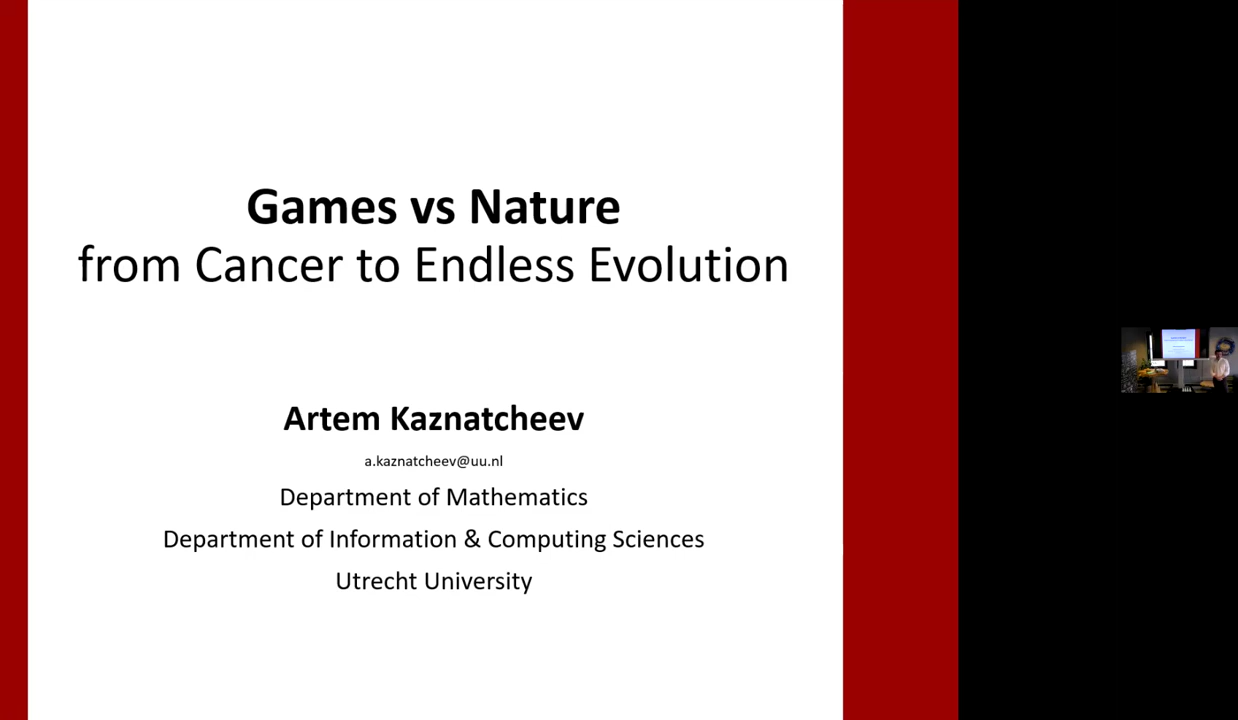 Games vs Nature
from Cancer to Endless Evolution
Artem Kaznatcheev
a.kaznatcheev@uu.nl
Department of Mathematics
Department of Information & Computing Sciences
Utrecht University